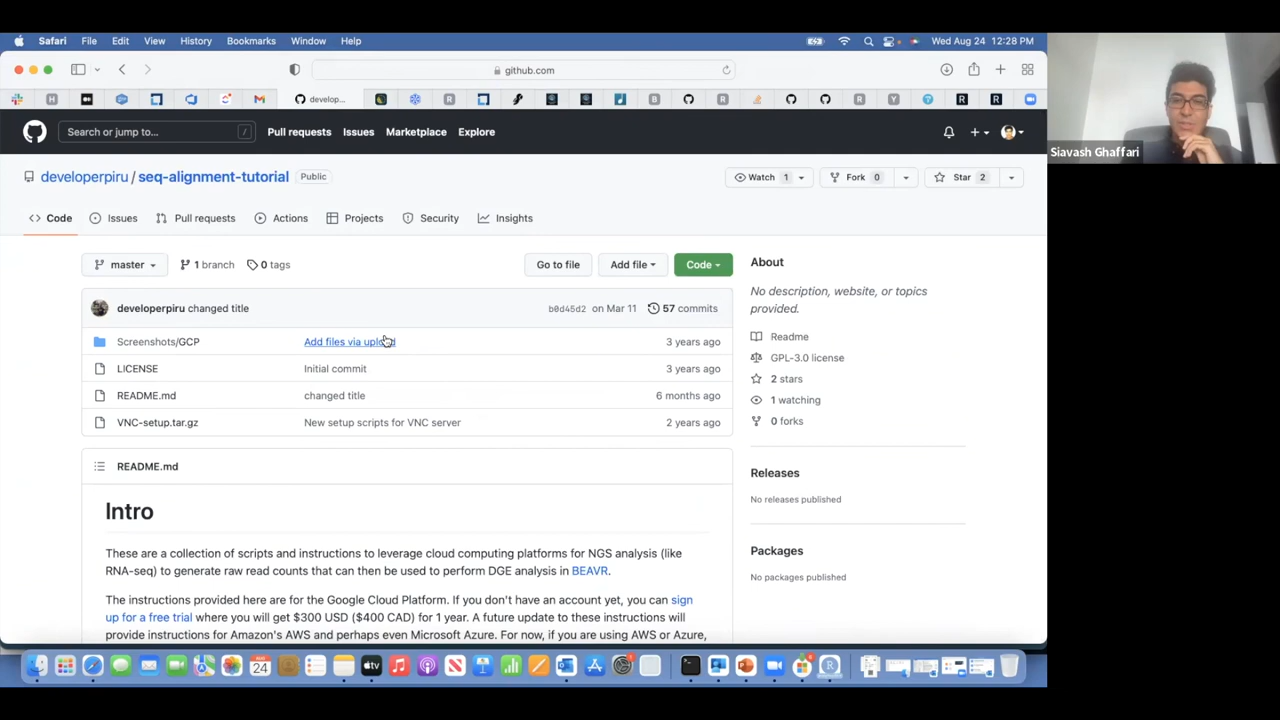 Safari File Edit View History Bookmarks Window Help Wed Aug 24 12:28 PM
github.com
develop...
Search or jump to... / Pull requests Issues Marketplace Explore
Siavash Ghaffari
developerpiru / seq-alignment-tutorial Public Watch 1 Fork 0 Star 2
Code Issues Pull requests Actions Projects Security Insights
master 1 branch 0 tags Go to file Add file Code
About
No description, website, or topics
provided.
developerpiru changed title b0d45d2 on Mar 11 57 commits
Screenshots/GCP Add files via upload 3 years ago
LICENSE Initial commit 3 years ago
README.md changed title 6 months ago
VNC-setup.tar.gz New setup scripts for VNC server 2 years ago
Readme
GPL-3.0 license
2 stars
1 watching
0 forks
README.md
Releases
No releases published
Intro
These are a collection of scripts and instructions to leverage cloud computing platforms for NGS analysis (like
RNA-seq) to generate raw read counts that can then be used to perform DGE analysis in BEAVR.
Packages
No packages published
The instructions provided here are for the Google Cloud Platform. If you don't have an account yet, you can sign
up for a free trial where you will get $300 USD ($400 CAD) for 1 year. A future update to these instructions will
provide instructions for Amazon's AWS and perhaps even Microsoft Azure. For now, if you are using AWS or Azure,